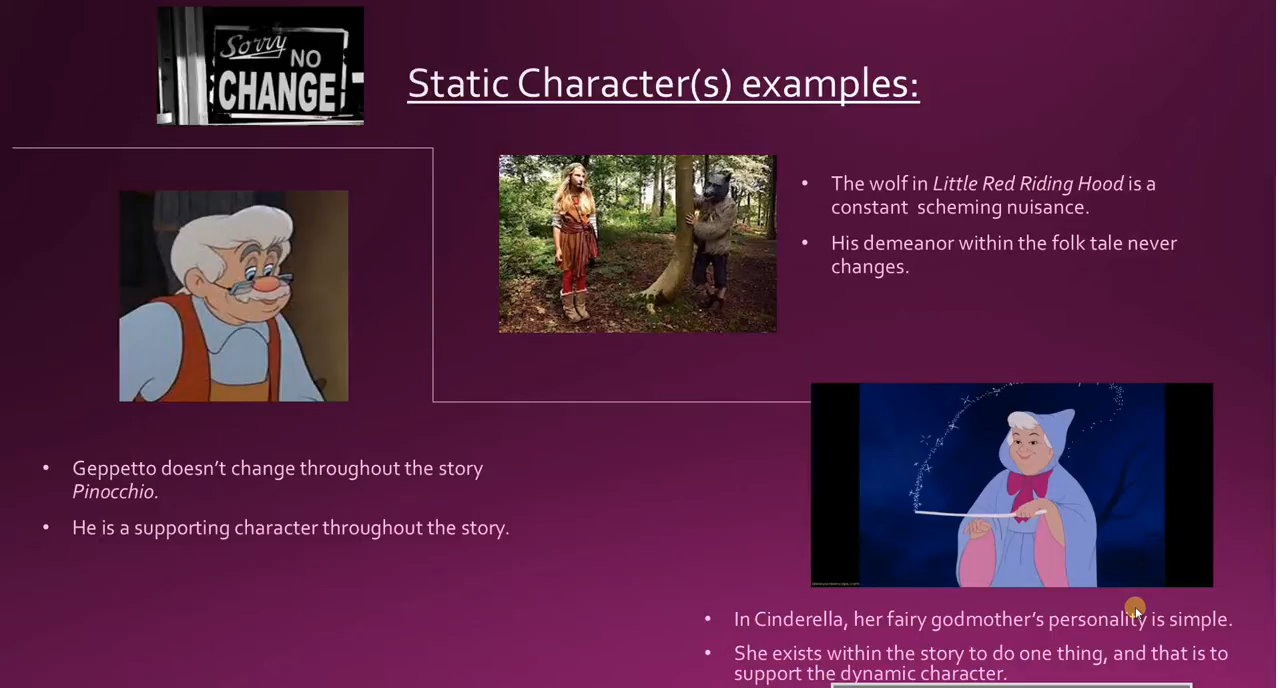 Sorry NO
CHANGE
Static Character(s) examples:
• The wolf in Little Red Riding Hood is a
constant scheming nuisance.
• His demeanor within the folk tale never
changes.
• Geppetto doesn’t change throughout the story
Pinocchio.
• He is a supporting character throughout the story.
• In Cinderella, her fairy godmother’s personality is simple.
• She exists within the story to do one thing, and that is to
support the dynamic character.